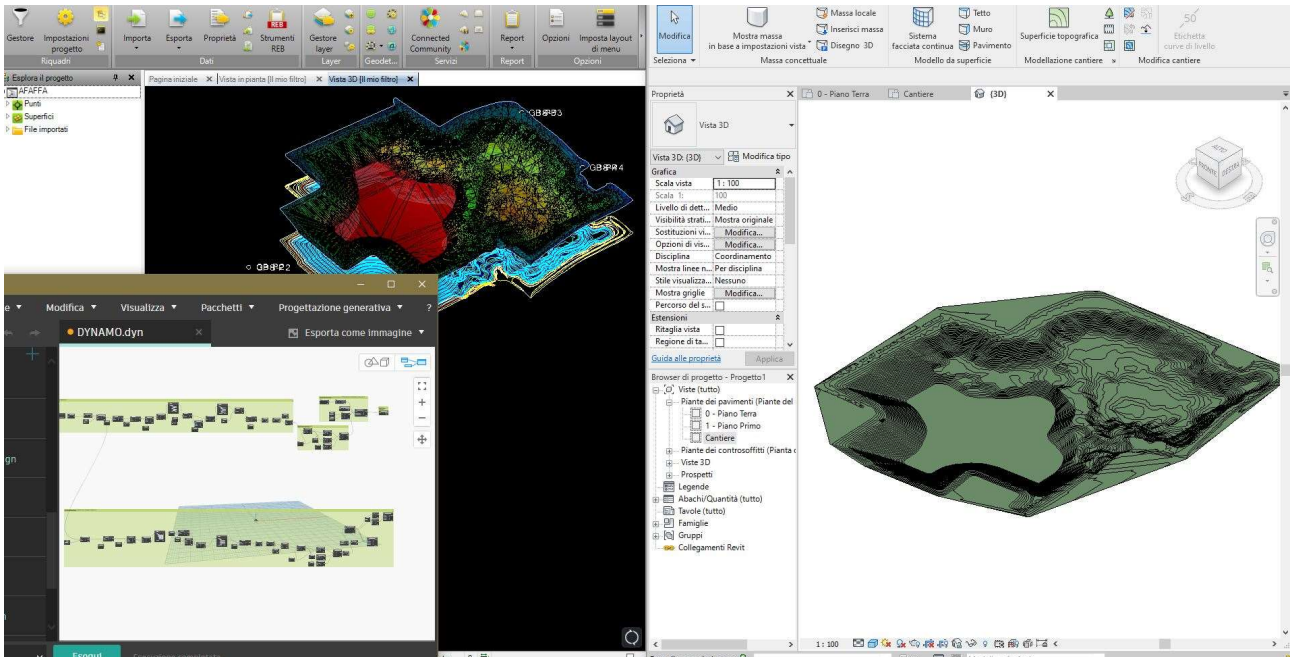 Gestore
Impostazioni progetto
Riquadri
Importa
Esporta
Proprietà
Strumenti REB
Dati
Gestore layer
Layer
Geodet...
Connected Community
Servizi
Report
Report
Opzioni
Imposta layout di menu
Opzioni
Esplora il progetto
AFAFFA
Punti
Superfici
File importati
Pagina iniziale
Vista in pianta [Il mio filtro]
Vista 3D [Il mio filtro]
Modifica
Visualizza
Pacchetti
Progettazione generativa
?
DYNAMO.dyn
Esporta come immagine
gn
Esegui
Modifica
Seleziona
Mostra massa
in base a impostazioni vista
Massa locale
Inserisci massa
Disegno 3D
Massa concettuale
Sistema
facciata continua
Tetto
Muro
Pavimento
Modello da superficie
Superficie topografica
Modellazione cantiere
Etichette
curve di livello
Modifica cantiere
Proprietà
Vista 3D
Vista 3D: {3D}
Modifica tipo
Grafica
Scala vista
1 : 100
Scala 1:
100
Livello di dett...
Medio
Visibilità strati...
Mostra originale
Sostituzioni vi...
Modifica...
Opzioni di vis...
Modifica...
Disciplina
Coordinamento
Mostra linee n...
Per disciplina
Stile visualizza...
Nessuno
Mostra griglie
Modifica...
Percorso del s...
Estensioni
Ritaglia vista
Regione di ta...
Guida alle proprietà
Applica
Browser di progetto - Progetto1
Viste (tutto)
Piante dei pavimenti (Piante del
0 - Piano Terra
1 - Piano Primo
Cantiere
Piante dei controsoffitti (Pianta c
Viste 3D
Prospetti
Legende
Abachi/Quantità (tutto)
Tavole (tutto)
Famiglie
Gruppi
Collegamenti Revit
0 - Piano Terra
Cantiere
{3D}
ALTO
1 : 100